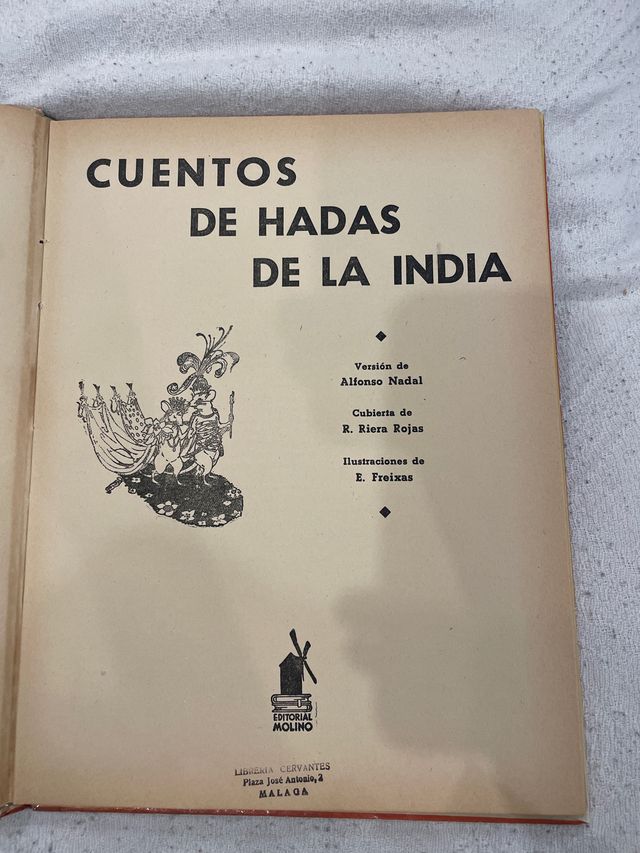 CUENTOS
DE HADAS
DE LA INDIA
Versión de
Alfonso Nadal
Cubierta de
R. Riera Rojas
Ilustraciones de
E. Freixas
EDITORIAL
MOLINO
LIBRERIA CERVANTES
Plaza José Antonio, 2
MALAGA